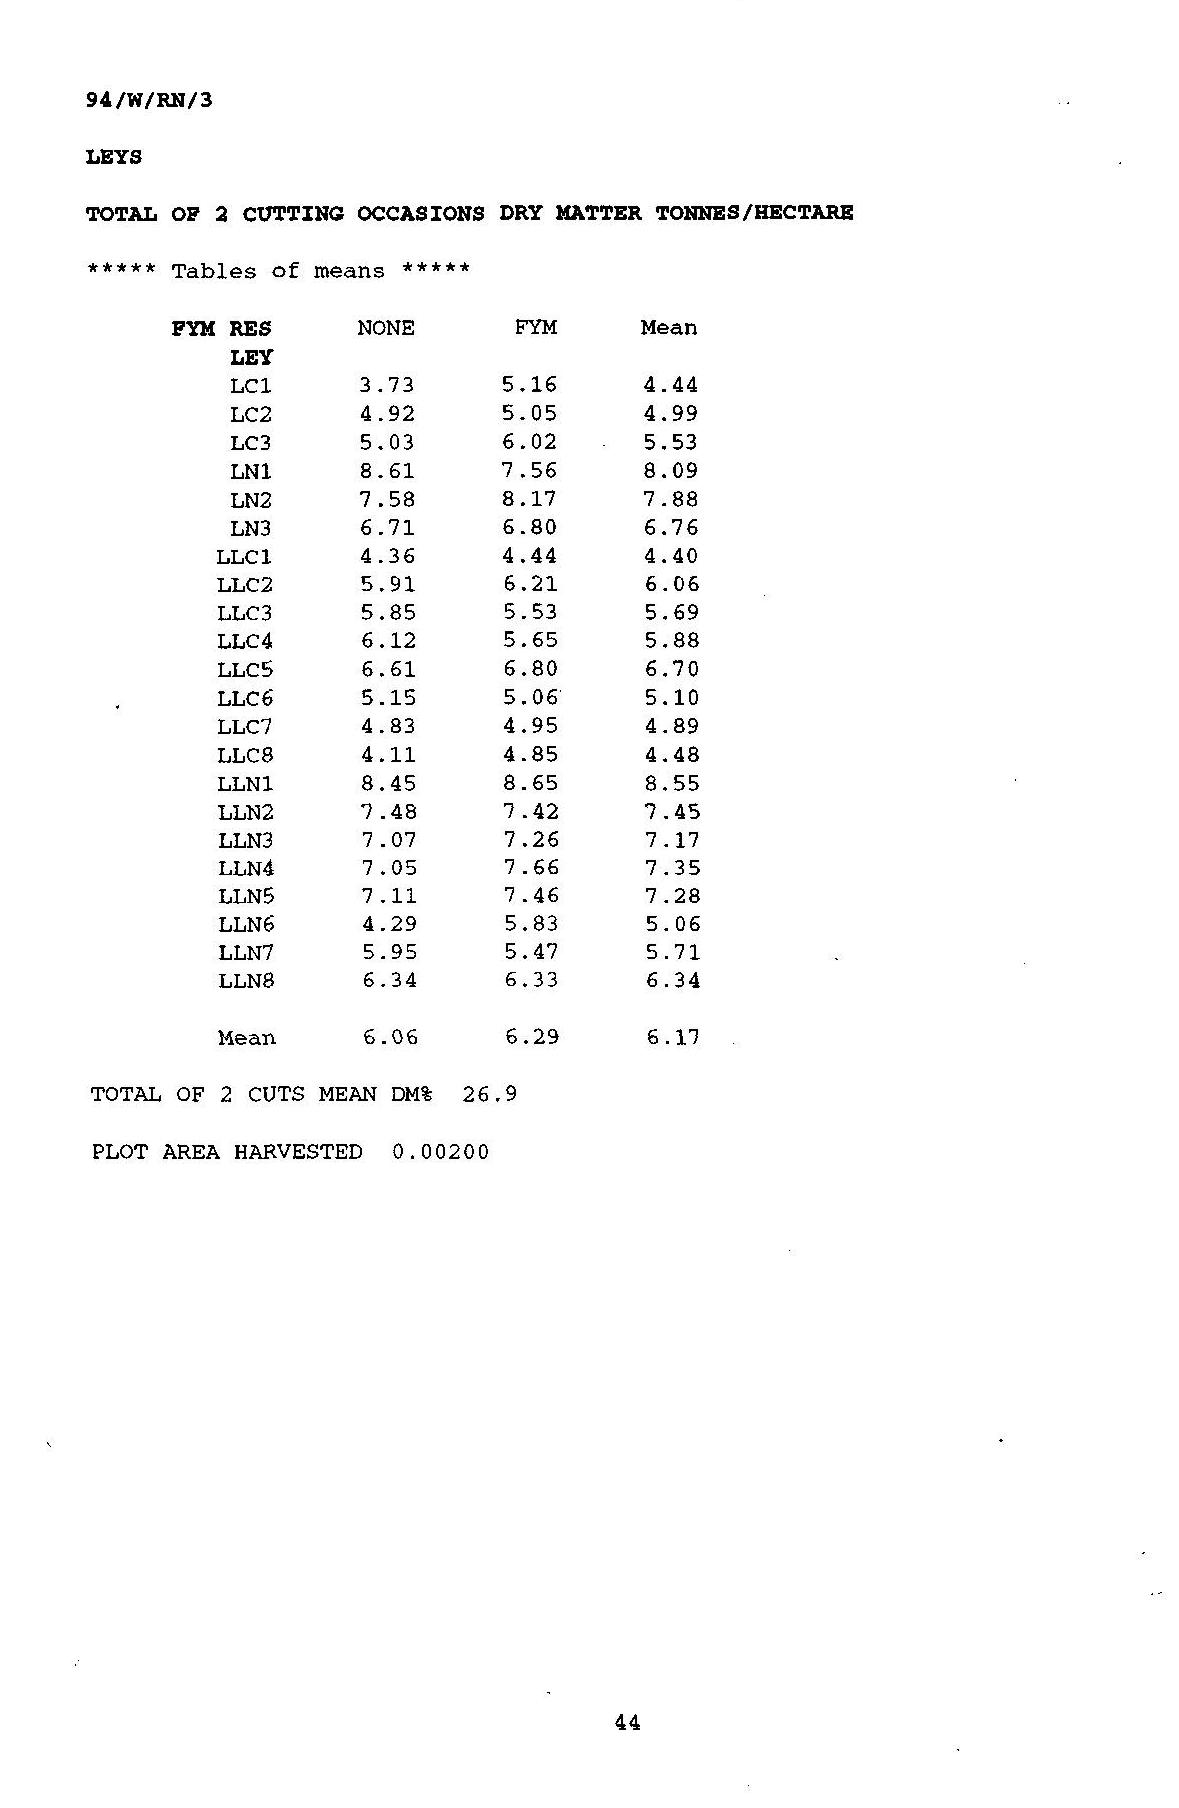 94/W/RN/3
LEYS
TOTAL OF 2 CUTTING OCCASIONS DRY MATTER TONNES/HECTARE
***** Tables of means *****
FYM RES NONE FYM Mean
LEY
LC1 3.73 5.16 4.44
LC2 4.92 5.05 4.99
LC3 5.03 6.02 5.53
LN1 8.61 7.56 8.09
LN2 7.58 8.17 7.88
LN3 6.71 6.80 6.76
LLC1 4.36 4.44 4.40
LLC2 5.91 6.21 6.06
LLC3 5.85 5.53 5.69
LLC4 6.12 5.65 5.88
LLC5 6.61 6.80 6.70
LLC6 5.15 5.06 5.10
LLC7 4.83 4.95 4.89
LLC8 4.11 4.85 4.48
LLN1 8.45 8.65 8.55
LLN2 7.48 7.42 7.45
LLN3 7.07 7.26 7.17
LLN4 7.05 7.66 7.35
LLN5 7.11 7.46 7.28
LLN6 4.29 5.83 5.06
LLN7 5.95 5.47 5.71
LLN8 6.34 6.33 6.34
Mean 6.06 6.29 6.17
TOTAL OF 2 CUTS MEAN DM% 26.9
PLOT AREA HARVESTED 0.00200
44